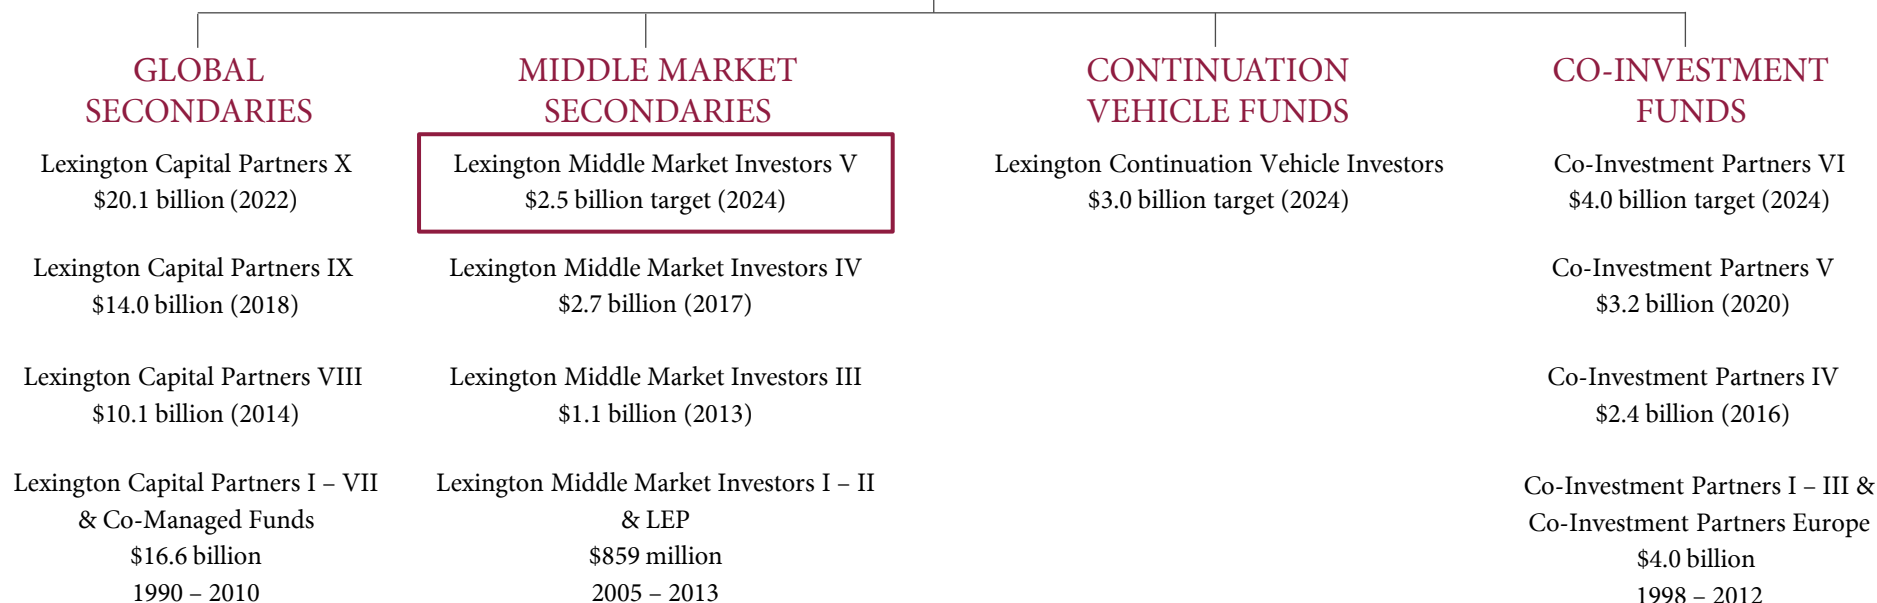 GLOBAL
SECONDARIES
Lexington Capital Partners X
$20.1 billion (2022)
Lexington Capital Partners IX
$14.0 billion (2018)
Lexington Capital Partners VIII
$10.1 billion (2014)
Lexington Capital Partners I – VII
& Co-Managed Funds
$16.6 billion
1990 – 2010
MIDDLE MARKET
SECONDARIES
Lexington Middle Market Investors V
$2.5 billion target (2024)
Lexington Middle Market Investors IV
$2.7 billion (2017)
Lexington Middle Market Investors III
$1.1 billion (2013)
Lexington Middle Market Investors I – II
& LEP
$859 million
2005 – 2013
CONTINUATION
VEHICLE FUNDS
Lexington Continuation Vehicle Investors
$3.0 billion target (2024)
CO-INVESTMENT
FUNDS
Co-Investment Partners VI
$4.0 billion target (2024)
Co-Investment Partners V
$3.2 billion (2020)
Co-Investment Partners IV
$2.4 billion (2016)
Co-Investment Partners I – III &
Co-Investment Partners Europe
$4.0 billion
1998 – 2012